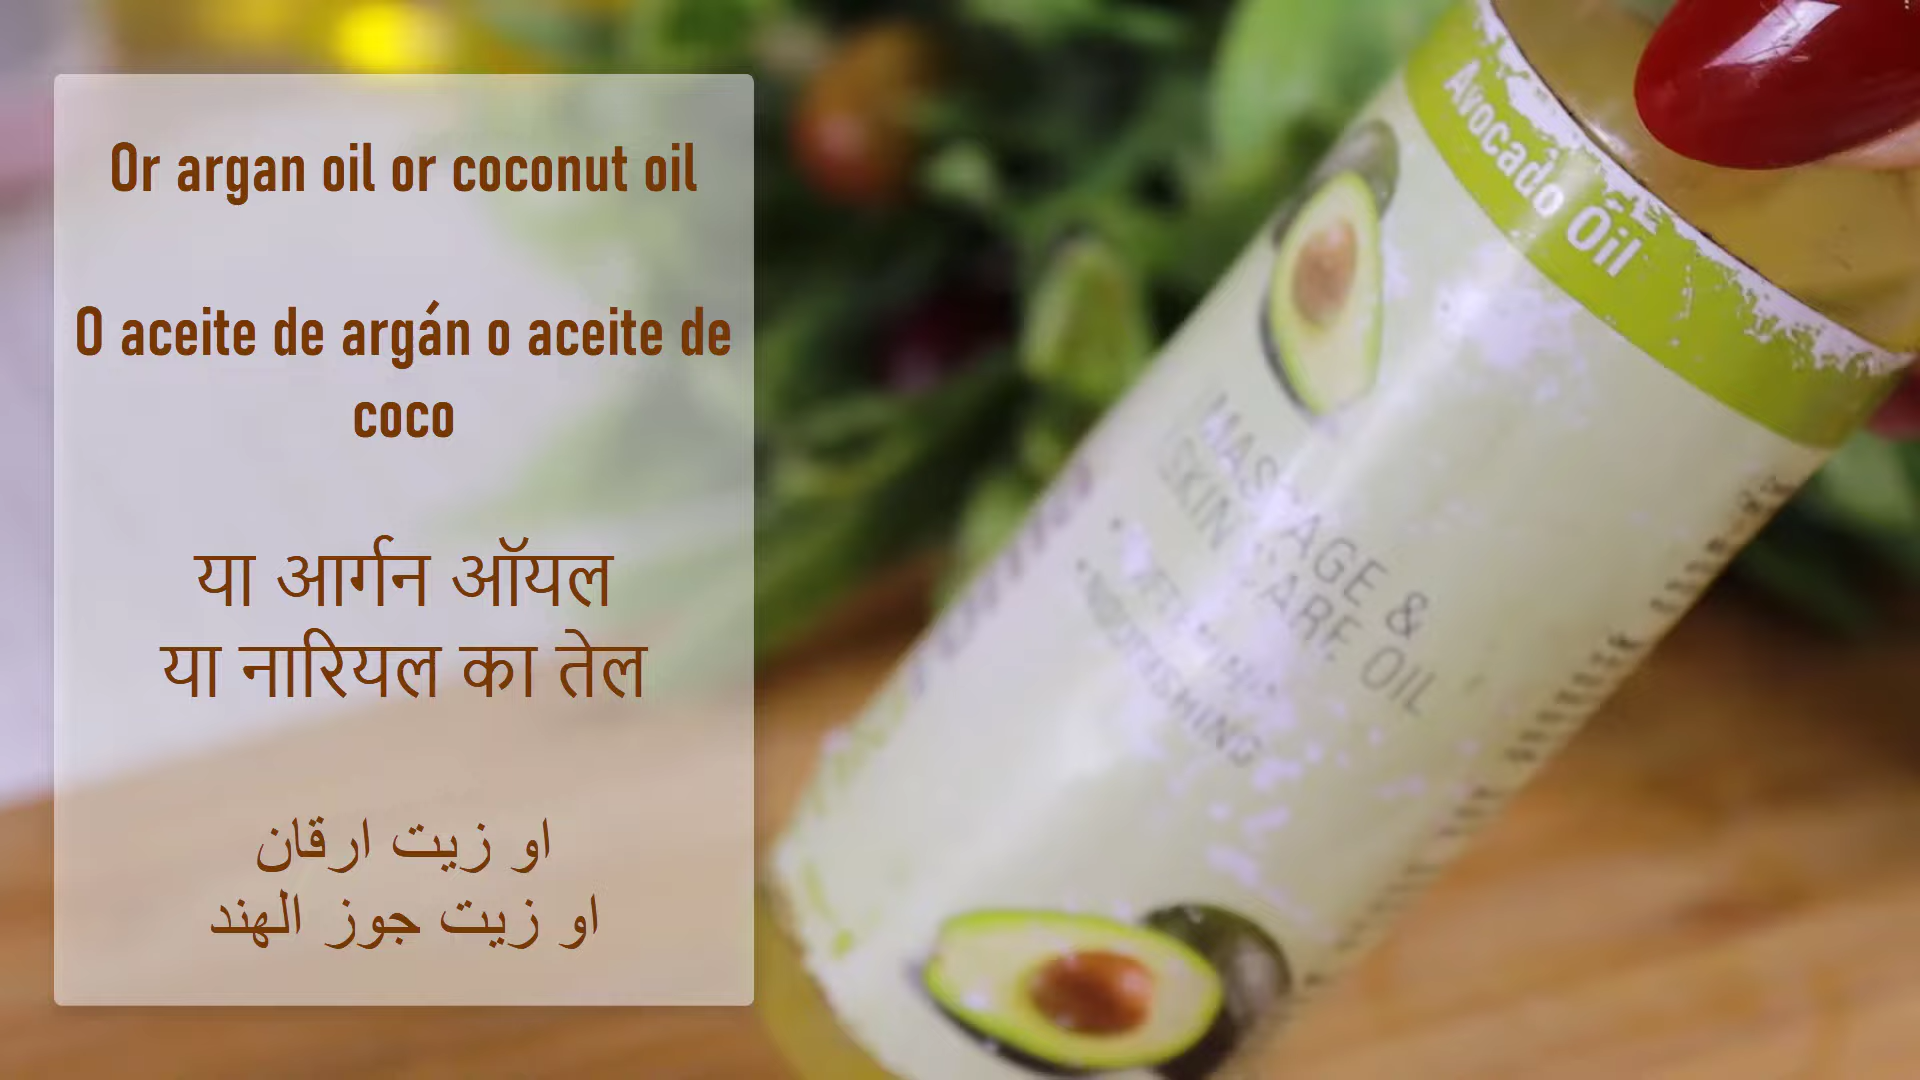 Or argan oil or coconut oil
O aceite de argán o aceite de
coco
या आर्गन ऑयल
या नारियल का तेल
او زيت ارقان
او زيت جوز الهند
Avocado Oil
MASSAGE &
SKIN CARE OIL
NOURISHING